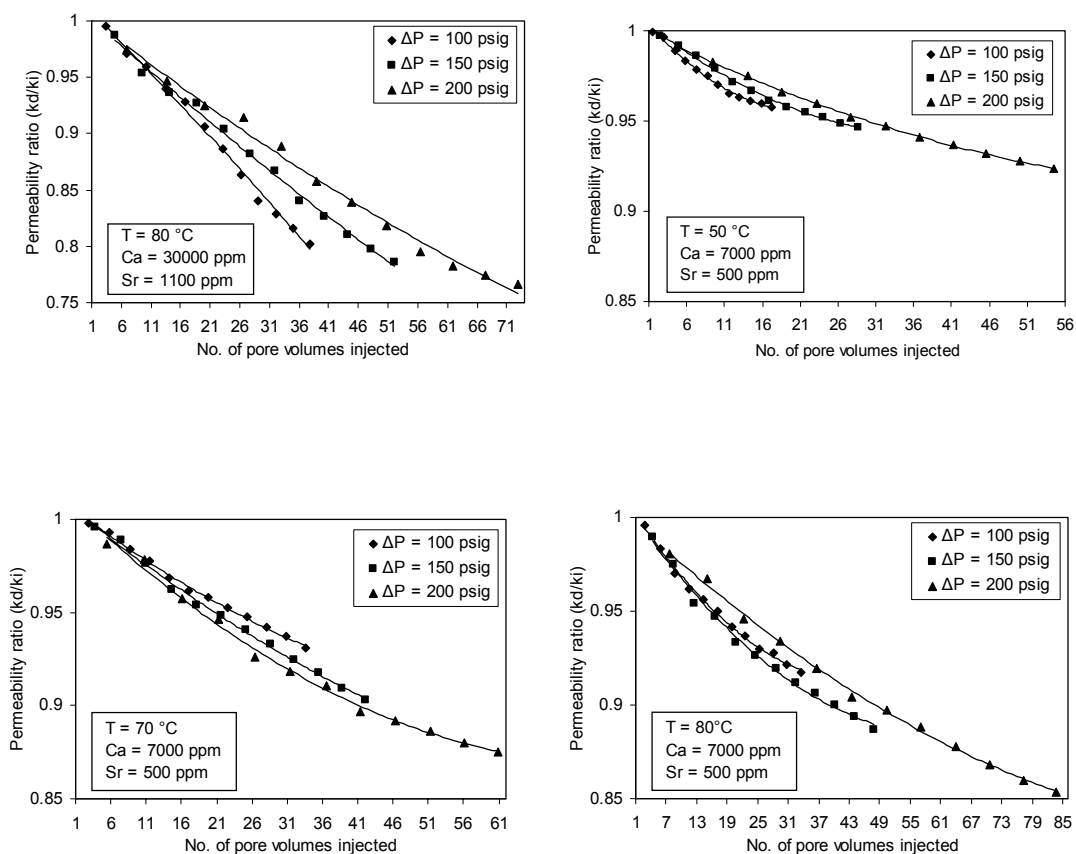 Permeability ratio (kd/ki)
1
0.95
0.9
0.85
0.8
0.75
ΔP = 100 psig
ΔP = 150 psig
ΔP = 200 psig
T = 80 °C
Ca = 30000 ppm
Sr = 1100 ppm
1 6 11 16 21 26 31 36 41 46 51 56 61 66 71
No. of pore volumes injected
Permeability ratio (kd/ki)
1
0.95
0.9
0.85
ΔP = 100 psig
ΔP = 150 psig
ΔP = 200 psig
T = 50 °C
Ca = 7000 ppm
Sr = 500 ppm
1 6 11 16 21 26 31 36 41 46 51 56
No. of pore volumes injected
Permeability ratio (kd/ki)
1
0.95
0.9
0.85
ΔP = 100 psig
ΔP = 150 psig
ΔP = 200 psig
T = 70 °C
Ca = 7000 ppm
Sr = 500 ppm
1 6 11 16 21 26 31 36 41 46 51 56 61
No. of pore volumes injected
Permeability ratio (kd/ki)
1
0.95
0.9
0.85
ΔP = 100 psig
ΔP = 150 psig
ΔP = 200 psig
T = 80°C
Ca = 7000 ppm
Sr = 500 ppm
1 7 13 19 25 31 37 43 49 55 61 67 73 79 85
No. of pore volumes injected